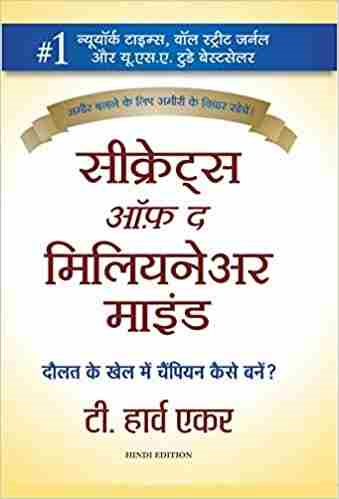 #1 न्यूयॉर्क टाइम्स, वॉल स्ट्रीट जर्नल
और यू.एस.ए. टुडे बेस्टसेलर
अमीर बनने के लिए अमीरी के विचार रखें।
सीक्रेट्स
ऑफ़ द
मिलियनेअर
माइंड
दौलत के खेल में चैंपियन कैसे बनें?
टी. हार्व एकर
HINDI EDITION